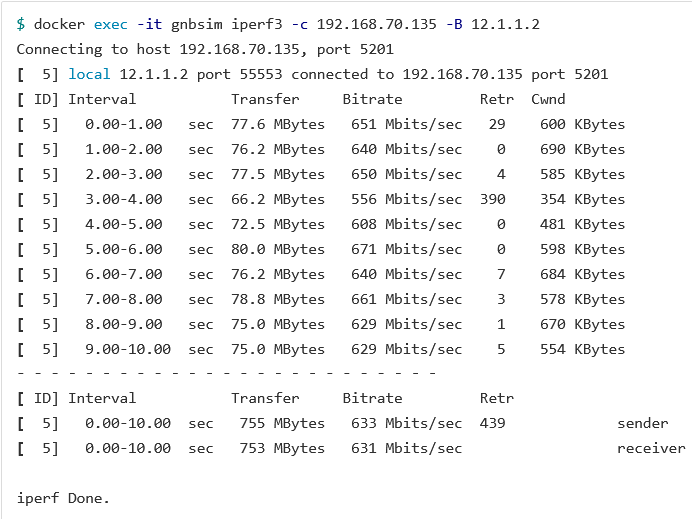 $ docker exec -it gnbsim iperf3 -c 192.168.70.135 -B 12.1.1.2
Connecting to host 192.168.70.135, port 5201
[  5] local 12.1.1.2 port 55553 connected to 192.168.70.135 port 5201
[ ID] Interval           Transfer     Bitrate         Retr  Cwnd
[  5]   0.00-1.00   sec  77.6 MBytes   651 Mbits/sec   29    600 KBytes
[  5]   1.00-2.00   sec  76.2 MBytes   640 Mbits/sec    0    690 KBytes
[  5]   2.00-3.00   sec  77.5 MBytes   650 Mbits/sec    4    585 KBytes
[  5]   3.00-4.00   sec  66.2 MBytes   556 Mbits/sec  390    354 KBytes
[  5]   4.00-5.00   sec  72.5 MBytes   608 Mbits/sec    0    481 KBytes
[  5]   5.00-6.00   sec  80.0 MBytes   671 Mbits/sec    0    598 KBytes
[  5]   6.00-7.00   sec  76.2 MBytes   640 Mbits/sec    7    684 KBytes
[  5]   7.00-8.00   sec  78.8 MBytes   661 Mbits/sec    3    578 KBytes
[  5]   8.00-9.00   sec  75.0 MBytes   629 Mbits/sec    1    670 KBytes
[  5]   9.00-10.00  sec  75.0 MBytes   629 Mbits/sec    5    554 KBytes
- - - - - - - - - - - - - - - - - - - - - - - - -
[ ID] Interval           Transfer     Bitrate         Retr
[  5]   0.00-10.00  sec   755 MBytes   633 Mbits/sec  439             sender
[  5]   0.00-10.00  sec   753 MBytes   631 Mbits/sec                  receiver

iperf Done.